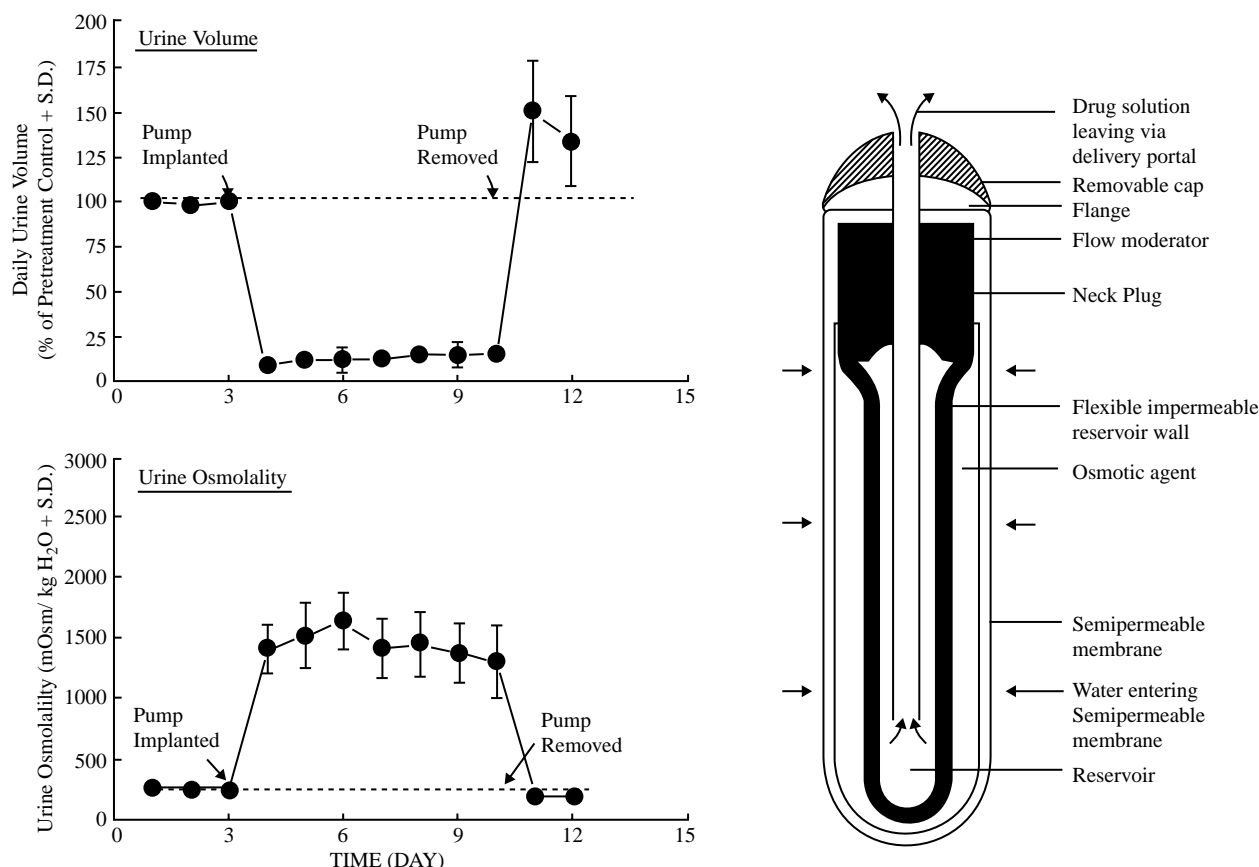 Urine Volume
Daily Urine Volume
(% of Pretreatment Control + S.D.)
200
175
150
125
100
75
50
25
0
Pump
Implanted
Pump
Removed
0 3 6 9 12 15
Urine Osmolality
Urine Osmolalilty (mOsm/ kg H₂O + S.D.)
3000
2500
2000
1500
1000
500
0
Pump
Implanted
Pump
Removed
0 3 6 9 12 15
TIME (DAY)
Drug solution
leaving via
delivery portal
Removable cap
Flange
Flow moderator
Neck Plug
Flexible impermeable
reservoir wall
Osmotic agent
Semipermeable
membrane
Water entering
Semipermeable
membrane
Reservoir